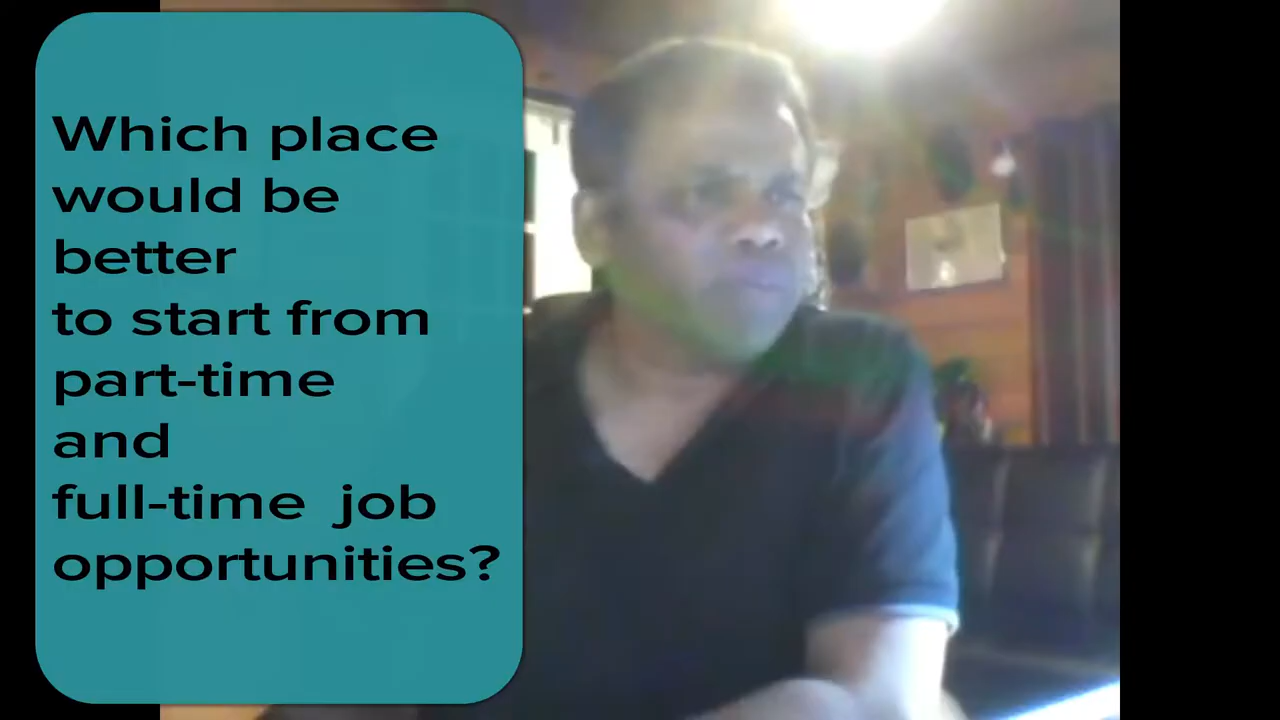 Which place
would be
better
to start from
part-time
and
full-time  job
opportunities?